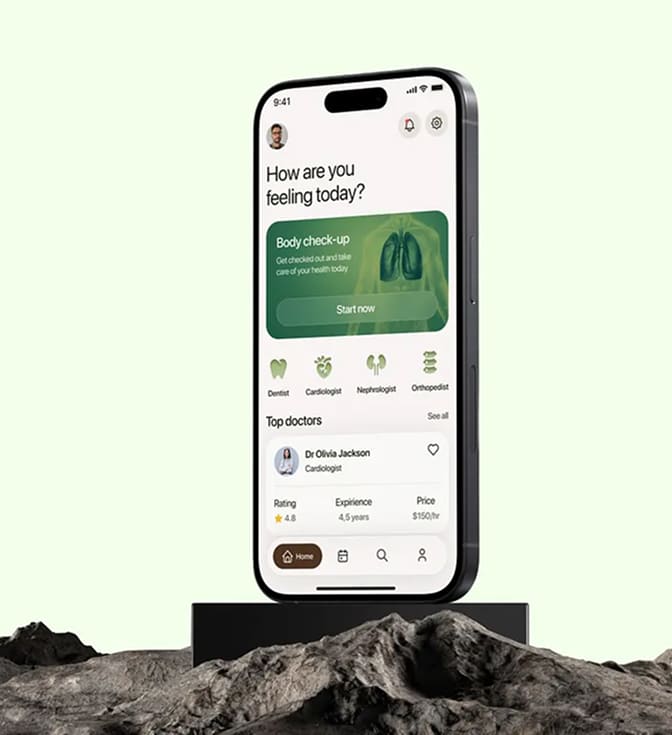 9:41
How are you
feeling today?
Body check-up
Get checked out and take
care of your health today
Start now
Dentist Cardiologist Nephrologist Orthopedist
Top doctors See all
Dr Olivia Jackson
Cardiologist
Rating Expirience Price
4.8 4,5 years $150/hr
Home